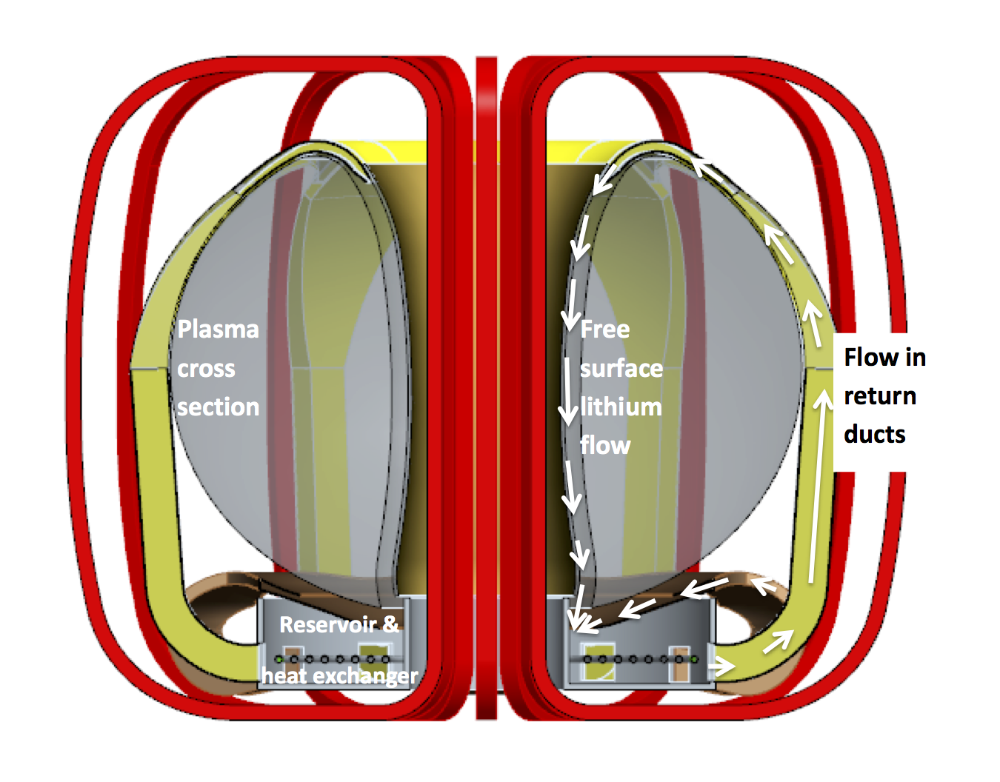 Plasma
cross
section
Free
surface
lithium
flow
Flow in
return
ducts
Reservoir &
heat exchanger